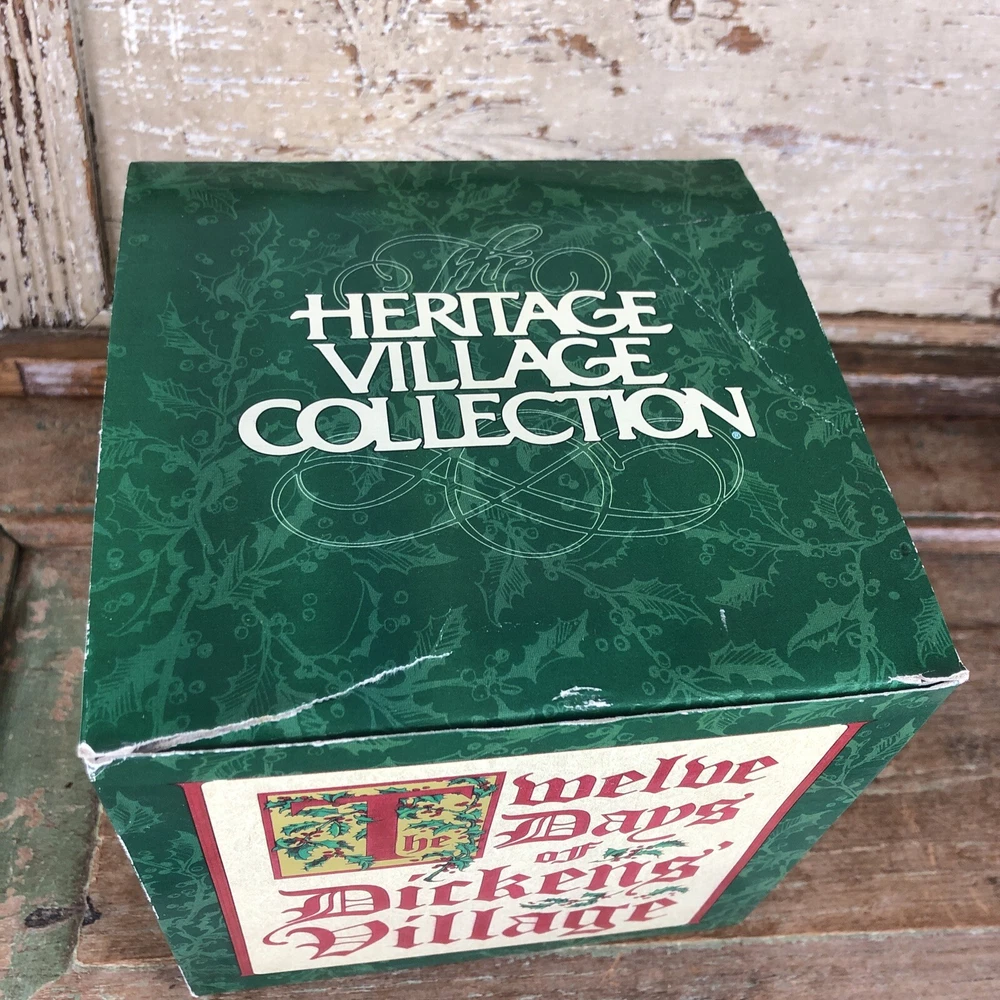 The
HERITAGE
VILLAGE
COLLECTION®
The Twelve
Days
of
Dickens'
Village